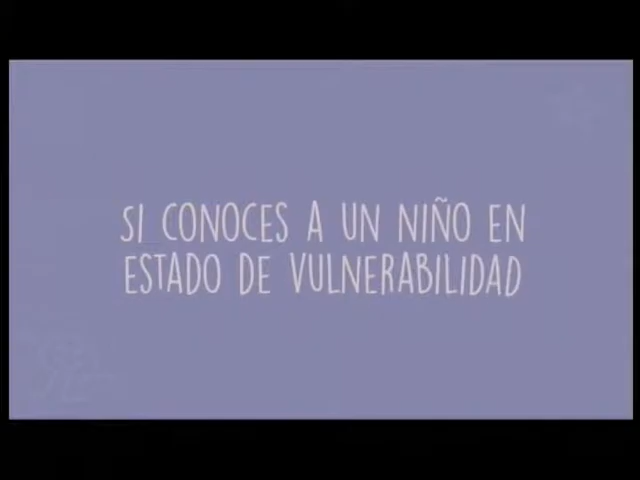 SI CONOCES A UN NIÑO EN
ESTADO DE VULNERABILIDAD